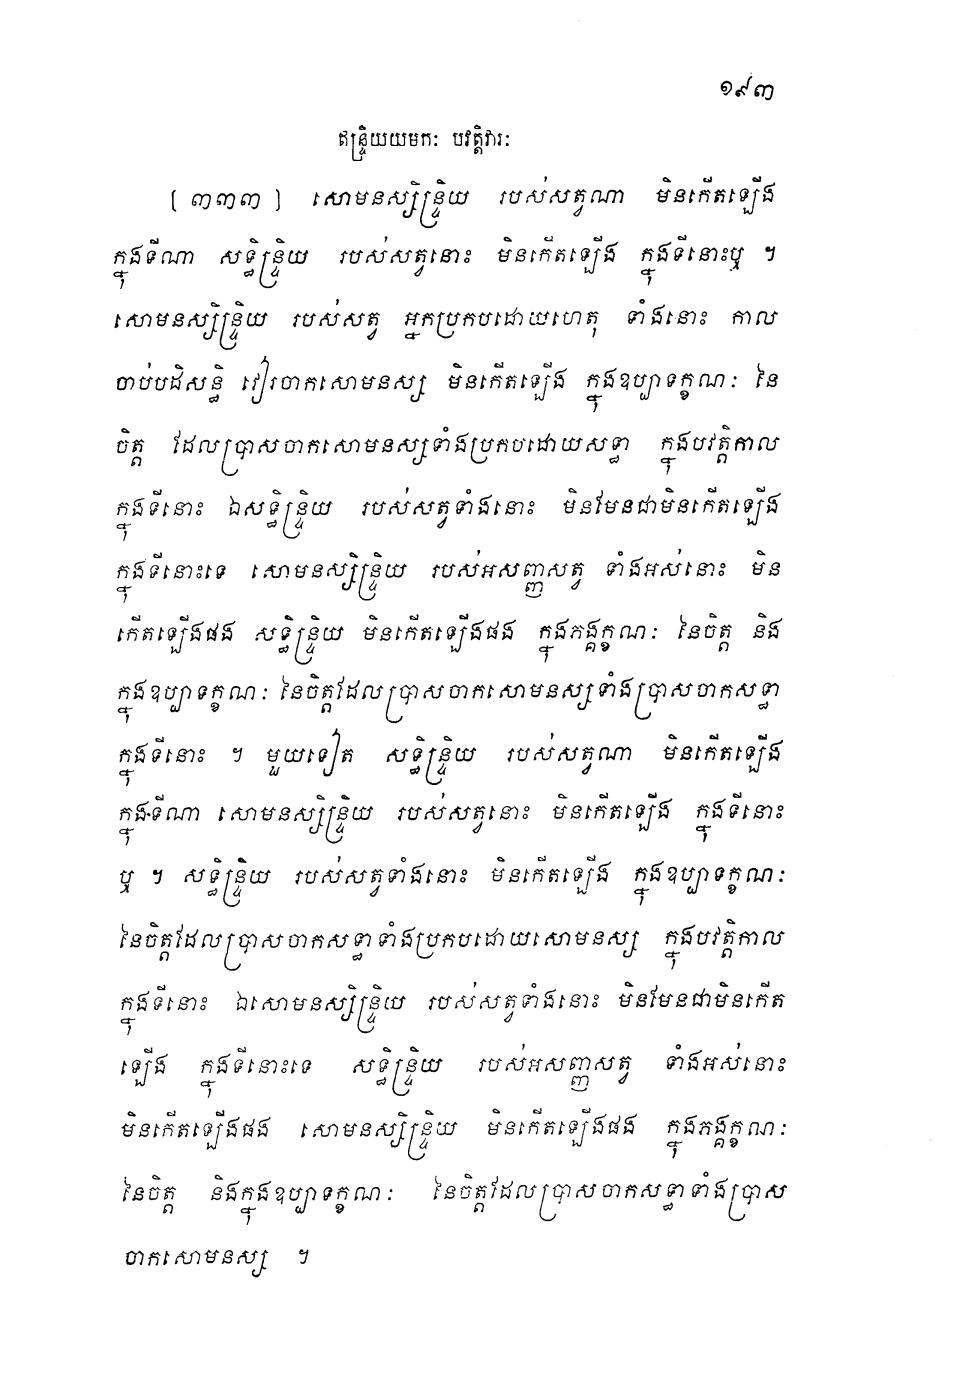 ១៩៣
ឥន្ទ្រិយយមកៈ បវត្តិវារៈ
[ ៣៣៣ ] សោមនស្សិន្ទ្រិយ របស់សត្វណា មិនកើតឡើង
ក្នុងទីណា សទ្ធិន្ទ្រិយ របស់សត្វនោះ មិនកើតឡើង ក្នុងទីនោះឬ ។
សោមនស្សិន្ទ្រិយ របស់សត្វ អ្នកប្រកបដោយហេតុ ទាំងនោះ កាល
ចាប់បដិសន្ធិ វៀរចាកសោមនស្ស មិនកើតឡើង ក្នុងឧប្បាទក្ខណៈ នៃ
ចិត្ត ដែលប្រាសចាកសោមនស្សទាំងប្រកបដោយសទ្ធា ក្នុងបវត្តិកាល
ក្នុងទីនោះ ឯសទ្ធិន្ទ្រិយ របស់សត្វទាំងនោះ មិនមែនជាមិនកើតឡើង
ក្នុងទីនោះទេ សោមនស្សិន្ទ្រិយ របស់អសញ្ញសត្វ ទាំងអស់នោះ មិន
កើតឡើងផង សទ្ធិន្ទ្រិយ មិនកើតឡើងផង ក្នុងភង្គក្ខណៈ នៃចិត្ត និង
ក្នុងឧប្បាទក្ខណៈ នៃចិត្តដែលប្រាសចាកសោមនស្សទាំងប្រាសចាកសទ្ធា
ក្នុងទីនោះ ។ មួយទៀត សទ្ធិន្ទ្រិយ របស់សត្វណា មិនកើតឡើង
ក្នុងទីណា សោមនស្សិន្ទ្រិយ របស់សត្វនោះ មិនកើតឡើង ក្នុងទីនោះ
ឬ ។ សទ្ធិន្ទ្រិយ របស់សត្វទាំងនោះ មិនកើតឡើង ក្នុងឧប្បាទក្ខណៈ
នៃចិត្តដែលប្រាសចាកសទ្ធាទាំងប្រកបដោយសោមនស្ស ក្នុងបវត្តិកាល
ក្នុងទីនោះ ឯសោមនស្សិន្ទ្រិយ របស់សត្វទាំងនោះ មិនមែនជាមិនកើត
ឡើង ក្នុងទីនោះទេ សទ្ធិន្ទ្រិយ របស់អសញ្ញសត្វ ទាំងអស់នោះ
មិនកើតឡើងផង សោមនស្សិន្ទ្រិយ មិនកើតឡើងផង ក្នុងភង្គក្ខណៈ
នៃចិត្ត និងក្នុងឧប្បាទក្ខណៈ នៃចិត្តដែលប្រាសចាកសទ្ធាទាំងប្រាស
ចាកសោមនស្ស ។